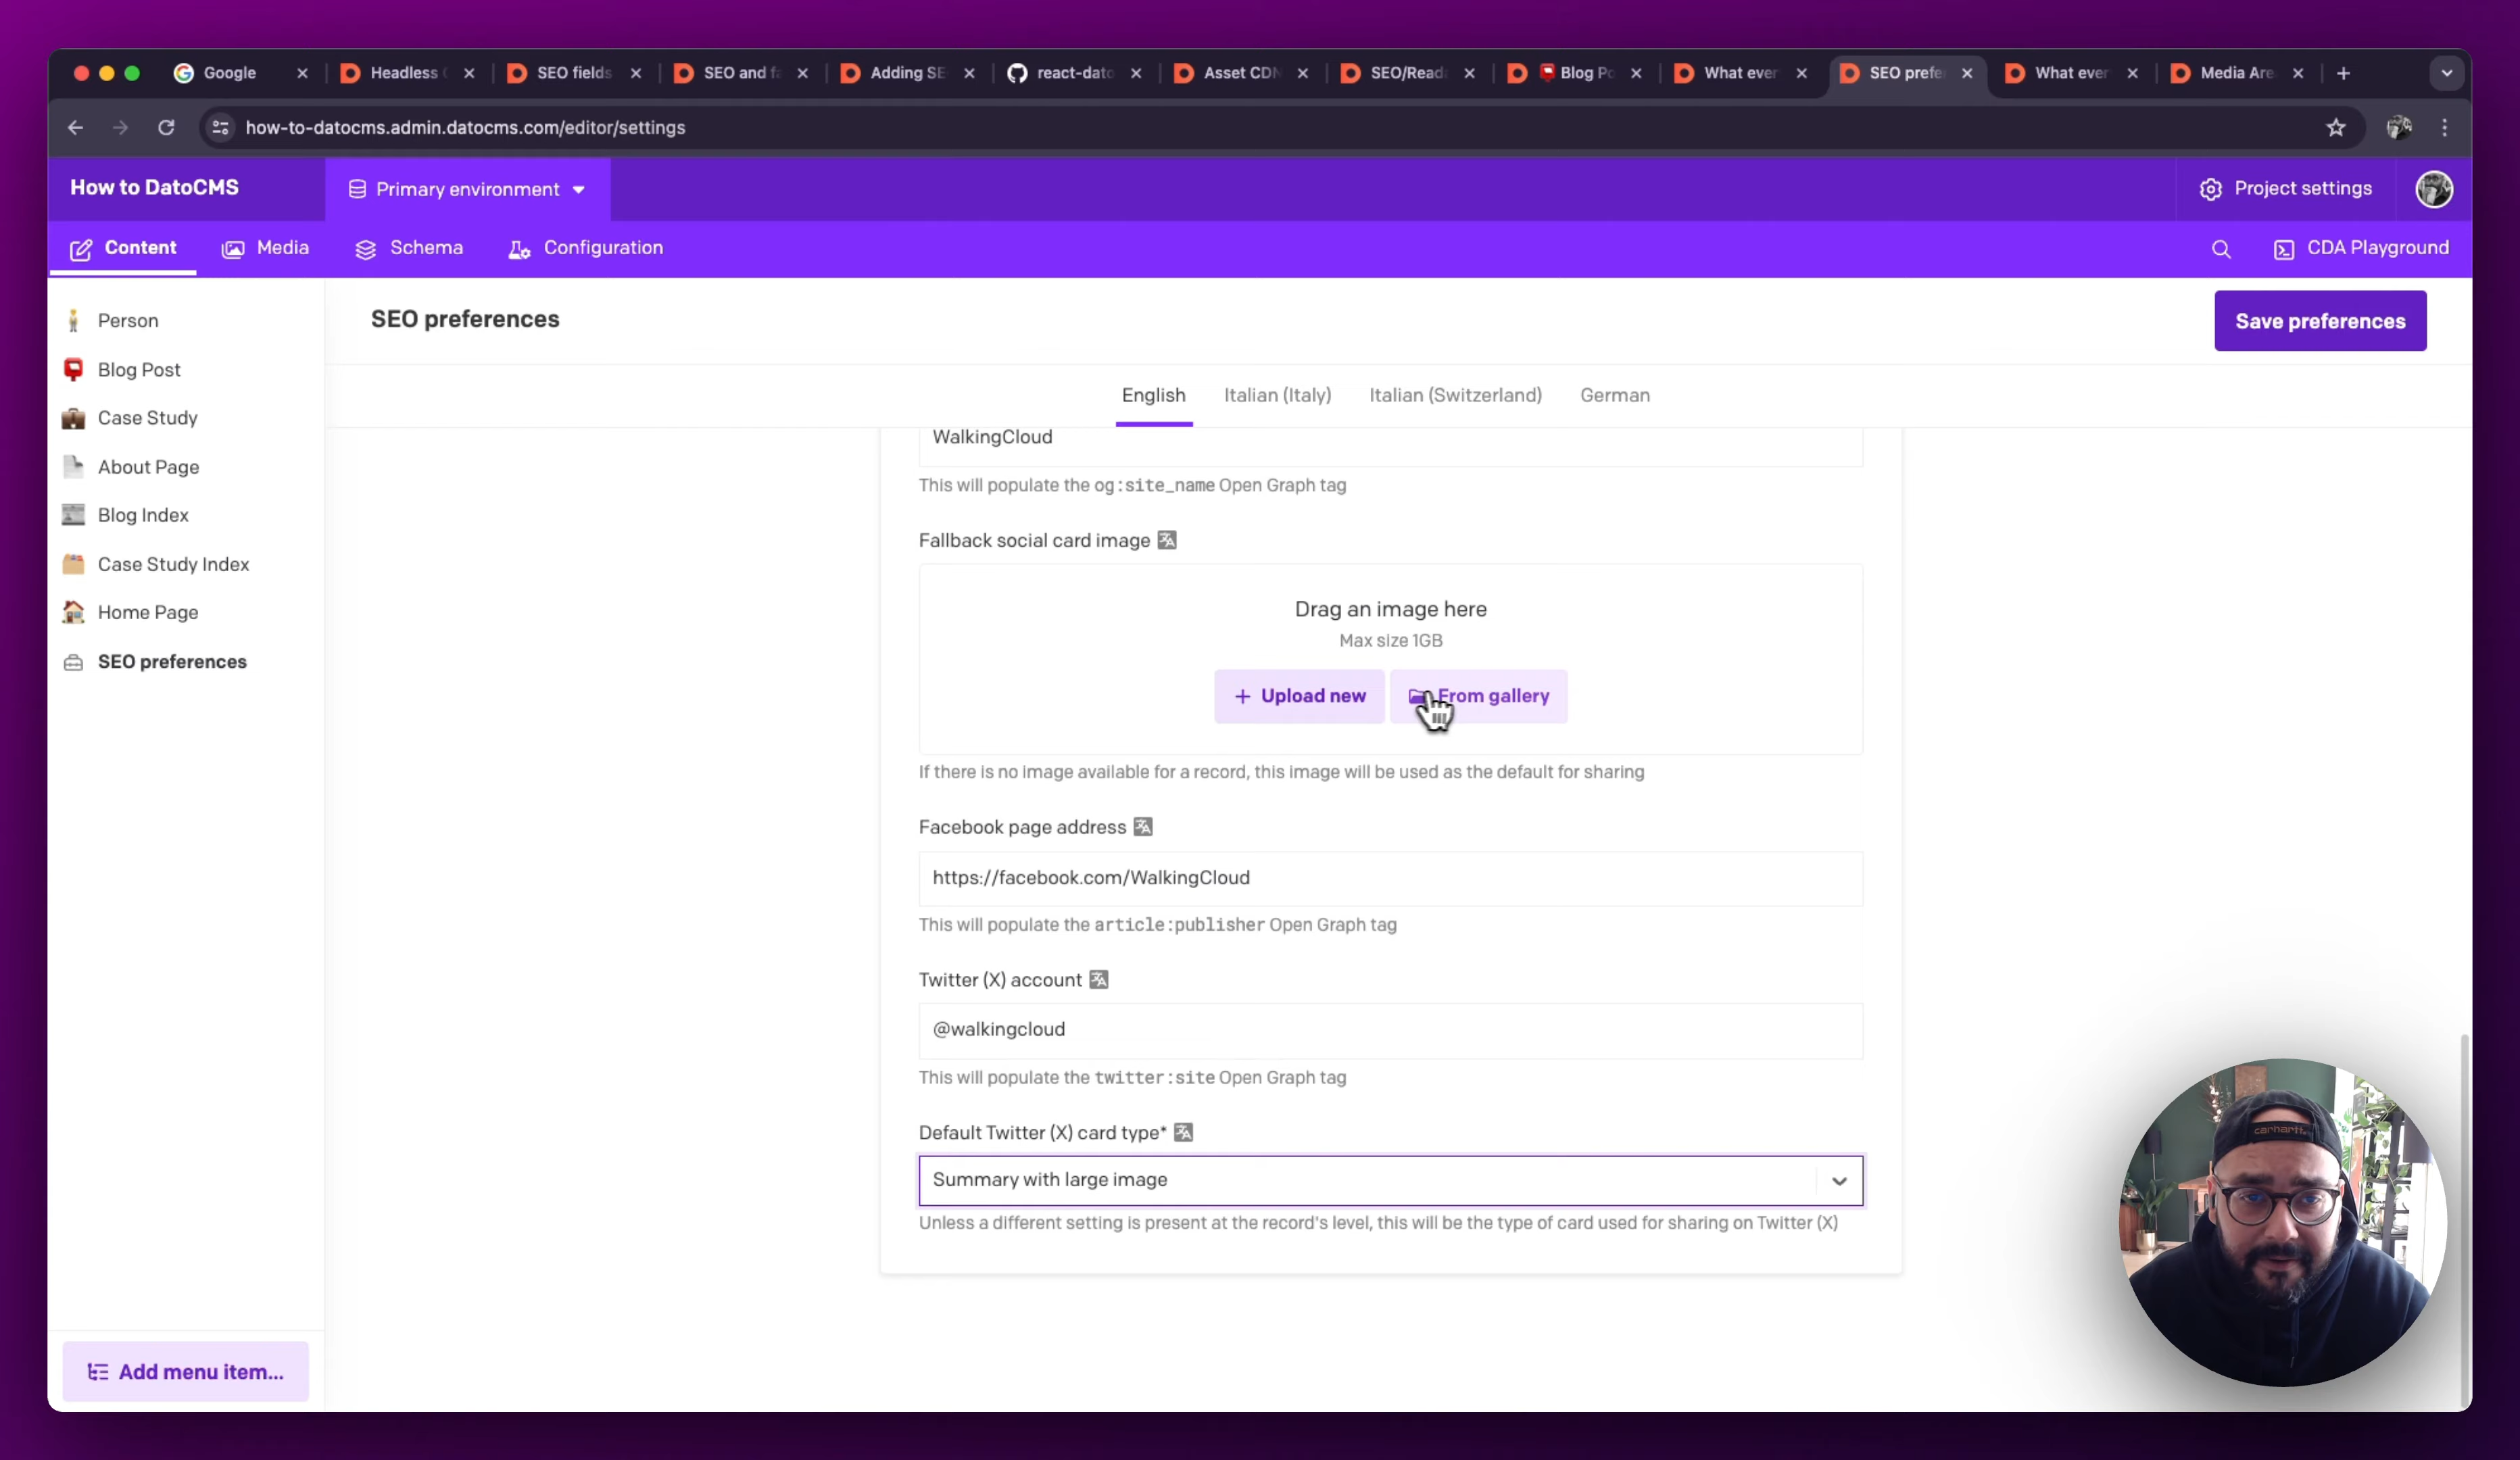 Google
Headless
SEO fields
SEO and fa
Adding SE
react-dato
Asset CDN
SEO/Reada
Blog Po
What ever
SEO prefe
What ever
Media Are
how-to-datocms.admin.datocms.com/editor/settings
How to DatoCMS
Primary environment
Project settings
Content
Media
Schema
Configuration
CDA Playground
Person
Blog Post
Case Study
About Page
Blog Index
Case Study Index
Home Page
SEO preferences
Add menu item...
SEO preferences
Save preferences
English
Italian (Italy)
Italian (Switzerland)
German
WalkingCloud
This will populate the og:site_name Open Graph tag
Fallback social card image
Drag an image here
Max size 1GB
+ Upload new
From gallery
If there is no image available for a record, this image will be used as the default for sharing
Facebook page address
https://facebook.com/WalkingCloud
This will populate the article:publisher Open Graph tag
Twitter (X) account
@walkingcloud
This will populate the twitter:site Open Graph tag
Default Twitter (X) card type*
Summary with large image
Unless a different setting is present at the record's level, this will be the type of card used for sharing on Twitter (X)
carhartt